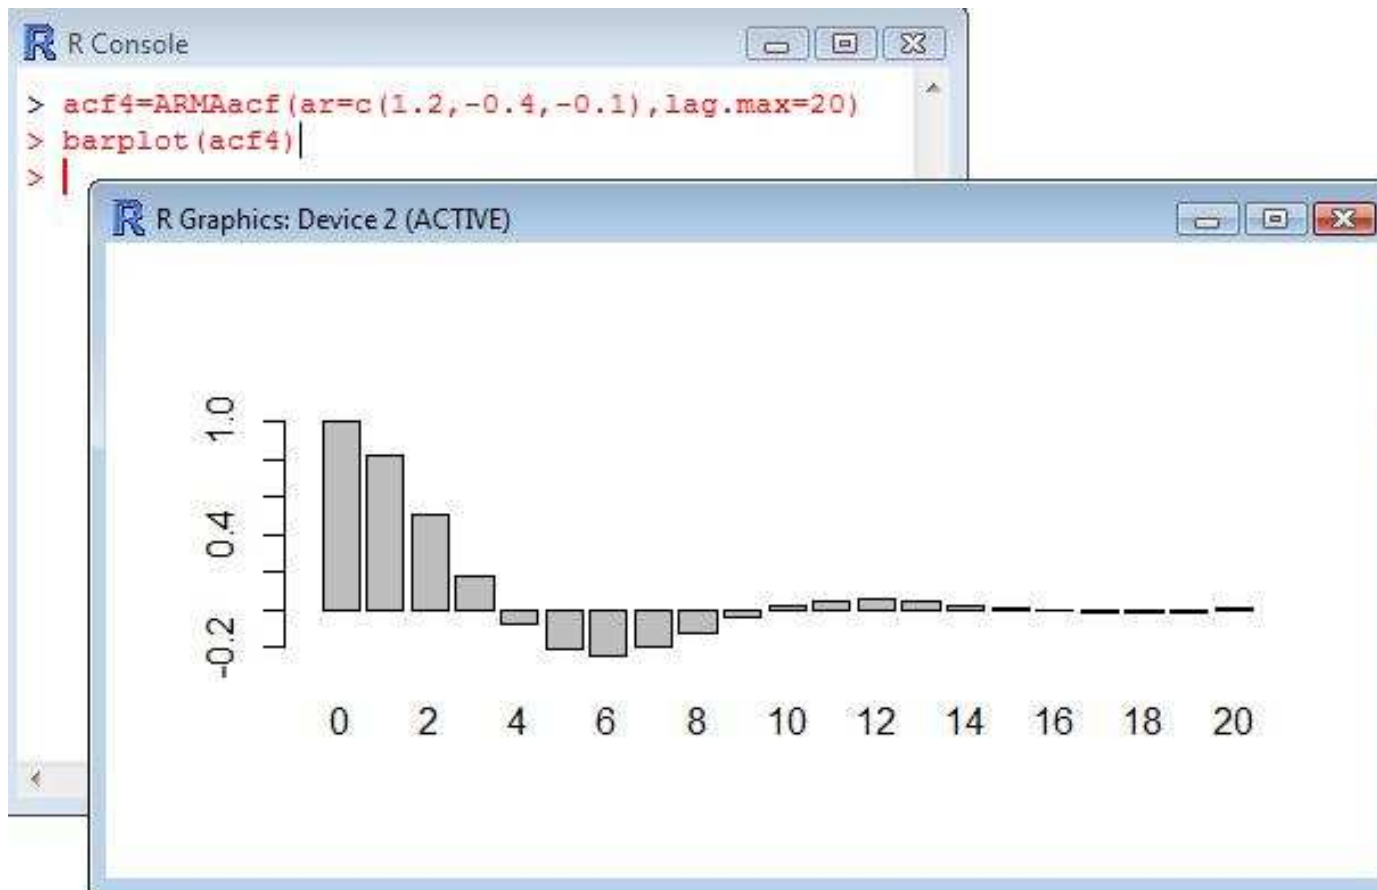 R R Console
> acf4=ARMAacf(ar=c(1.2,-0.4,-0.1),lag.max=20)
> barplot(acf4)
>
R R Graphics: Device 2 (ACTIVE)
1.0
0.4
-0.2
0 2 4 6 8 10 12 14 16 18 20